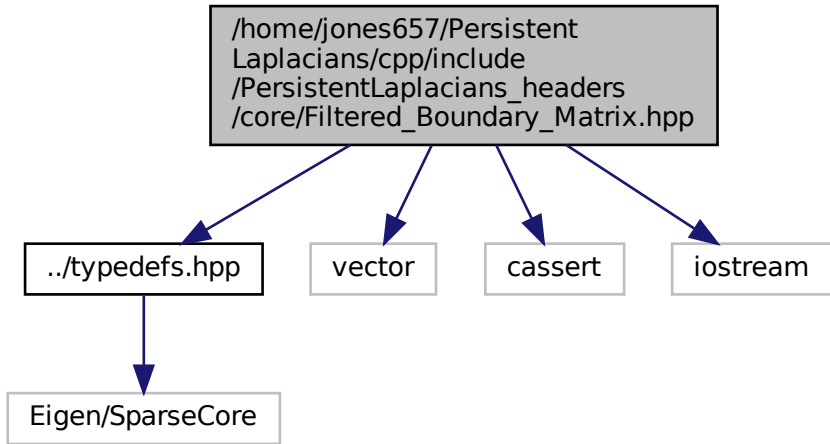 /home/jones657/Persistent
Laplacians/cpp/include
/PersistentLaplacians_headers
/core/Filtered_Boundary_Matrix.hpp
../typedefs.hpp
vector
cassert
iostream
Eigen/SparseCore